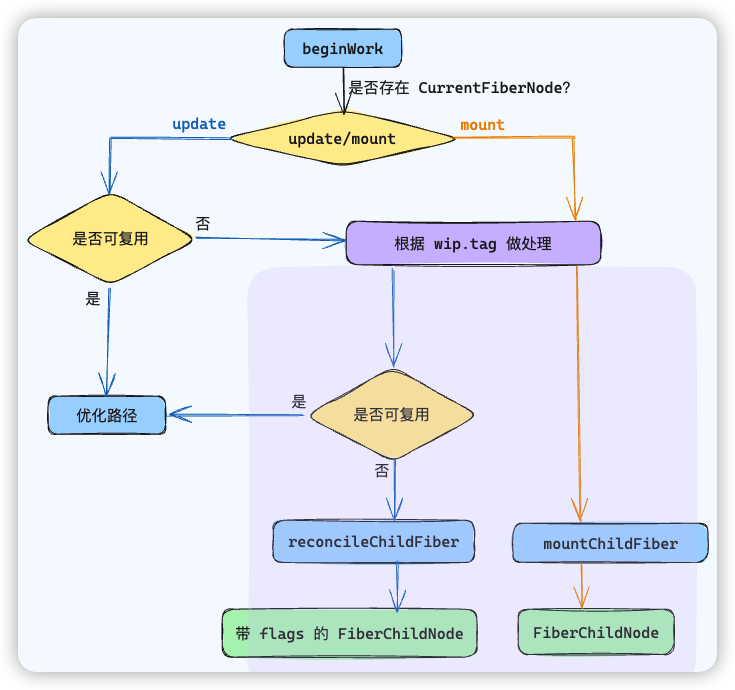 beginWork
是否存在 CurrentFiberNode?
update
mount
update/mount
是否可复用
否
根据 wip.tag 做处理
是
优化路径
是
是否可复用
否
reconcileChildFiber
mountChildFiber
带 flags 的 FiberChildNode
FiberChildNode